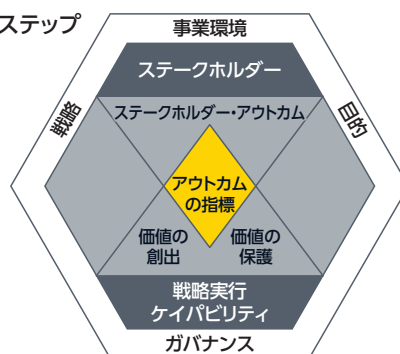 ステップ
事業環境
ステークホルダー
戦略
ステークホルダー・アウトカム
目的
アウトカム
の指標
価値の
創出
価値の
保護
戦略実行
ケイパビリティ
ガバナンス